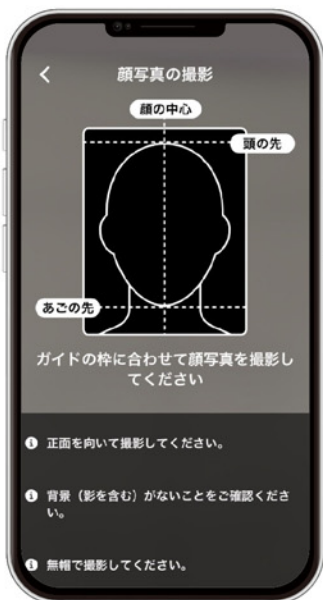 顔写真の撮影
顔の中心
頭の先
あごの先
ガイドの枠に合わせて顔写真を撮影し
てください
正面を向いて撮影してください。
背景（影を含む）がないことをご確認くださ
い。
無帽で撮影してください。